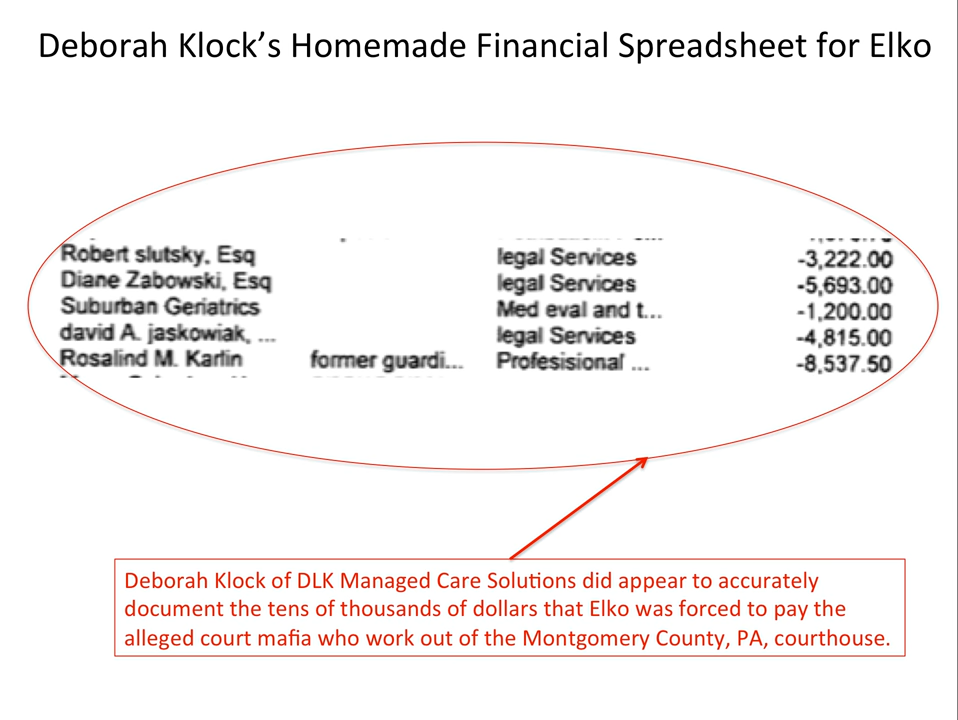 Deborah Klock’s Homemade Financial Spreadsheet for Elko
Robert slutsky, Esq legal Services -3,222.00
Diane Zabowski, Esq legal Services -5,693.00
Suburban Geriatrics Med eval and t... -1,200.00
david A. jaskowiak, ... legal Services -4,815.00
Rosalind M. Karlin former guardi... Profesisional ... -8,537.50
Deborah Klock of DLK Managed Care Solutions did appear to accurately
document the tens of thousands of dollars that Elko was forced to pay the
alleged court mafia who work out of the Montgomery County, PA, courthouse.